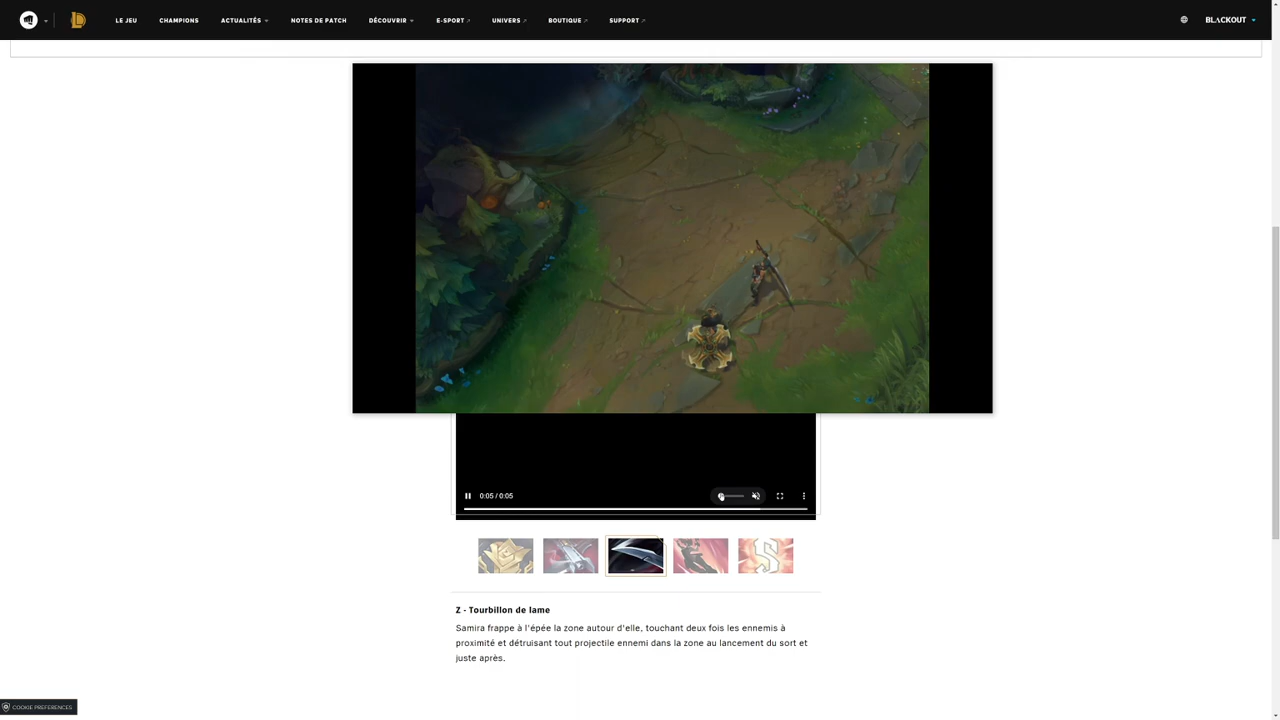 LE JEU CHAMPIONS ACTUALITÉS NOTES DE PATCH DÉCOUVRIR E-SPORT UNIVERS BOUTIQUE SUPPORT BLACKOUT
0:05 / 0:05
Z - Tourbillon de lame
Samira frappe à l'épée la zone autour d'elle, touchant deux fois les ennemis à
proximité et détruisant tout projectile ennemi dans la zone au lancement du sort et
juste après.
COOKIE PREFERENCES